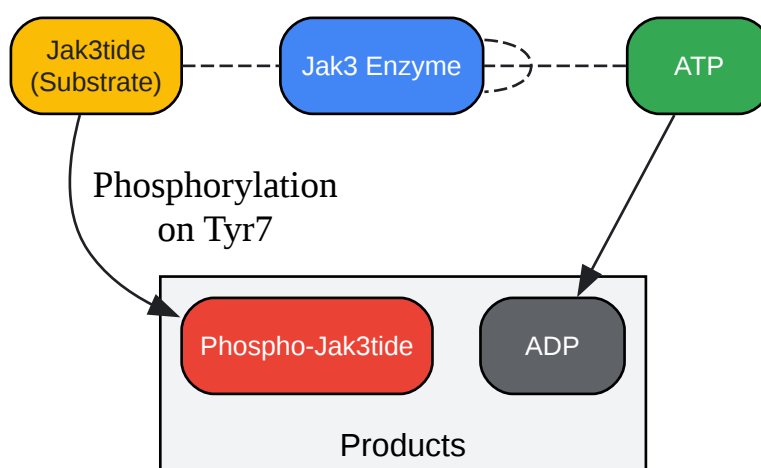 Jak3tide
(Substrate)
Jak3 Enzyme
ATP
Phosphorylation
on Tyr7
Phospho-Jak3tide
ADP
Products